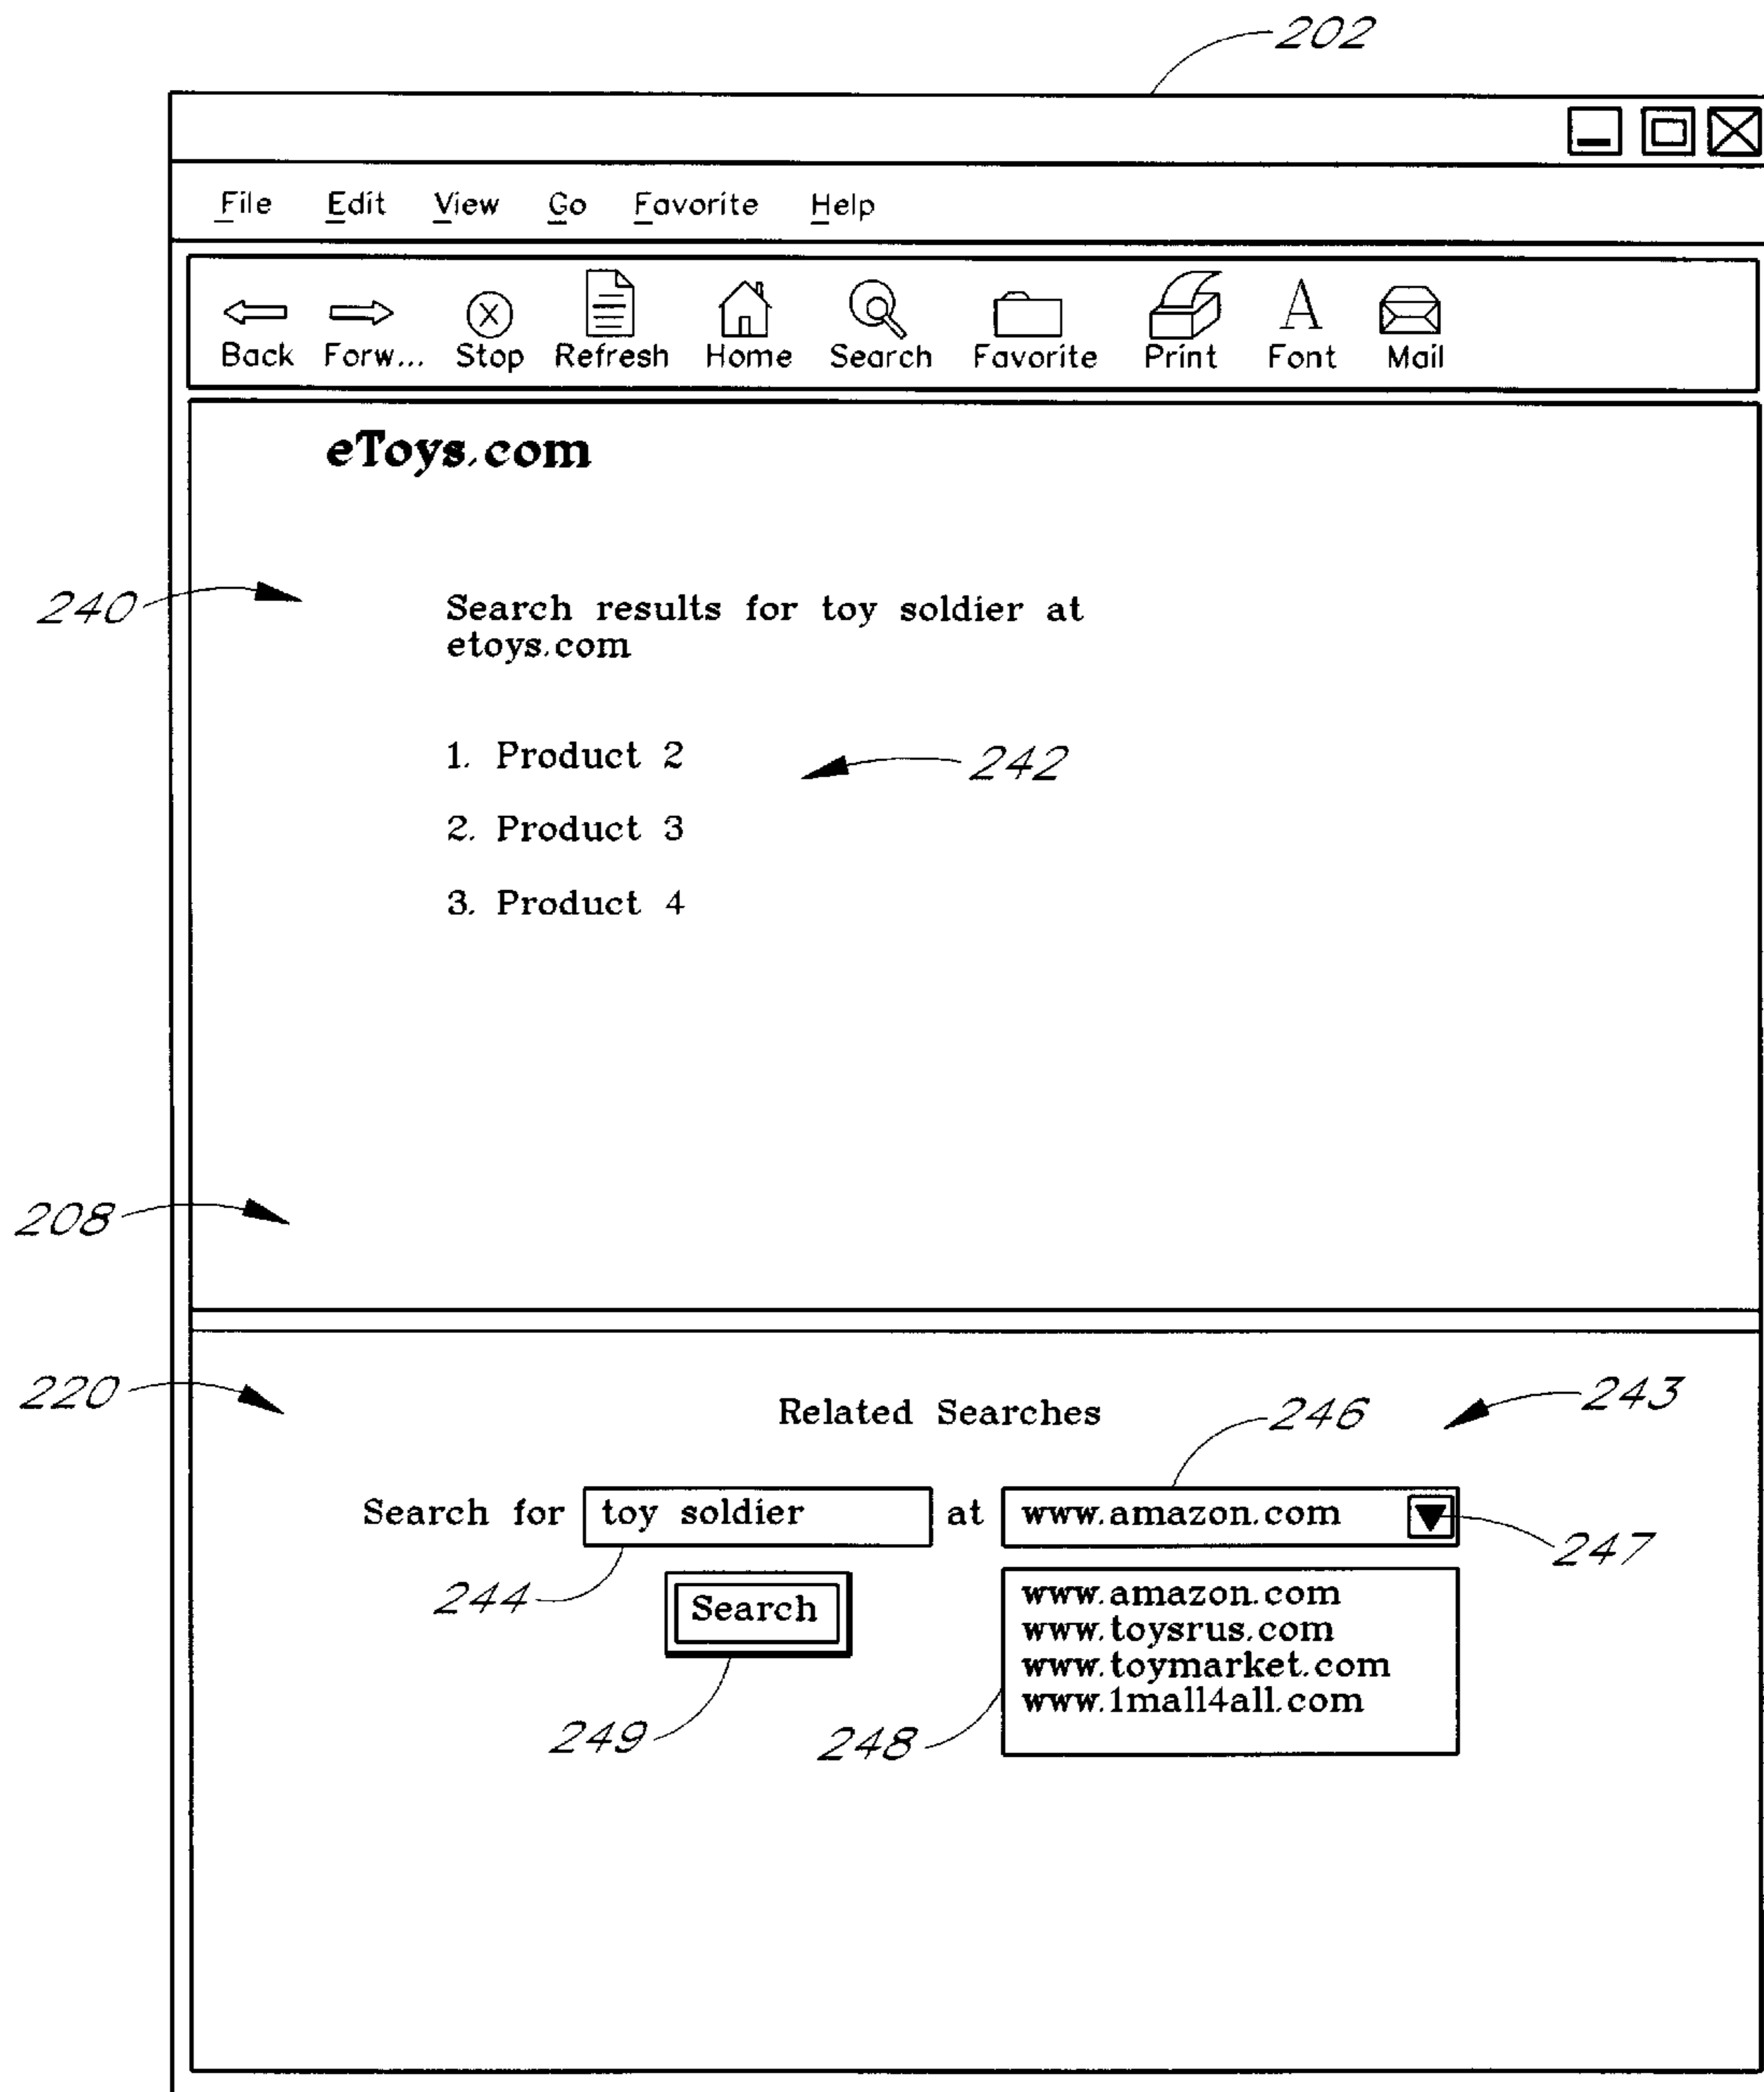 202
File Edit View Go Favorite Help
Back Forw... Stop Refresh Home Search Favorite Print Font Mail
eToys.com
240
Search results for toy soldier at
etoys.com
1. Product 2
242
2. Product 3
3. Product 4
208
220
Related Searches
246
243
Search for toy soldier at www.amazon.com
247
244
Search
www.amazon.com
www.toysrus.com
www.toymarket.com
www.1mall4all.com
249
248